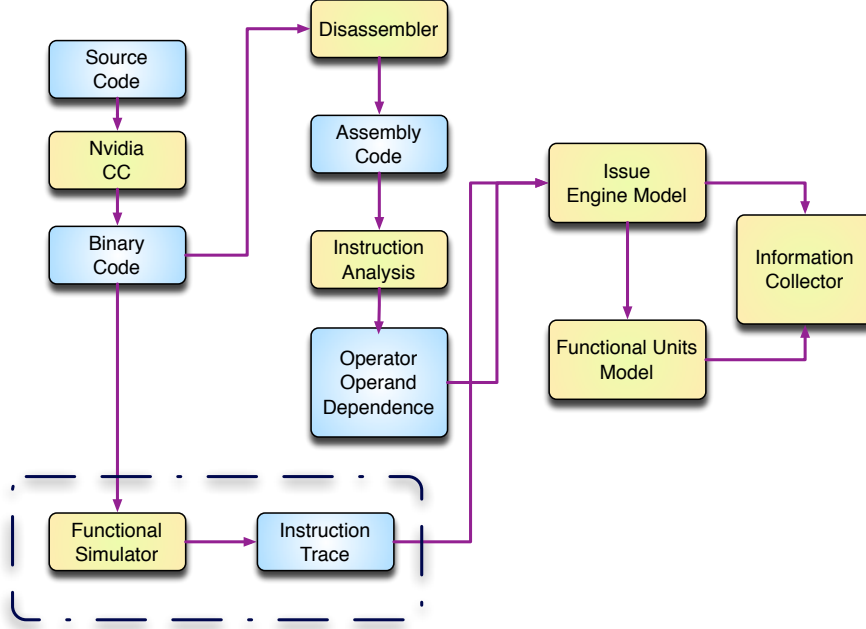 Source
Code
Nvidia
CC
Binary
Code
Disassembler
Assembly
Code
Instruction
Analysis
Operator
Operand
Dependence
Functional
Simulator
Instruction
Trace
Issue
Engine Model
Functional Units
Model
Information
Collector